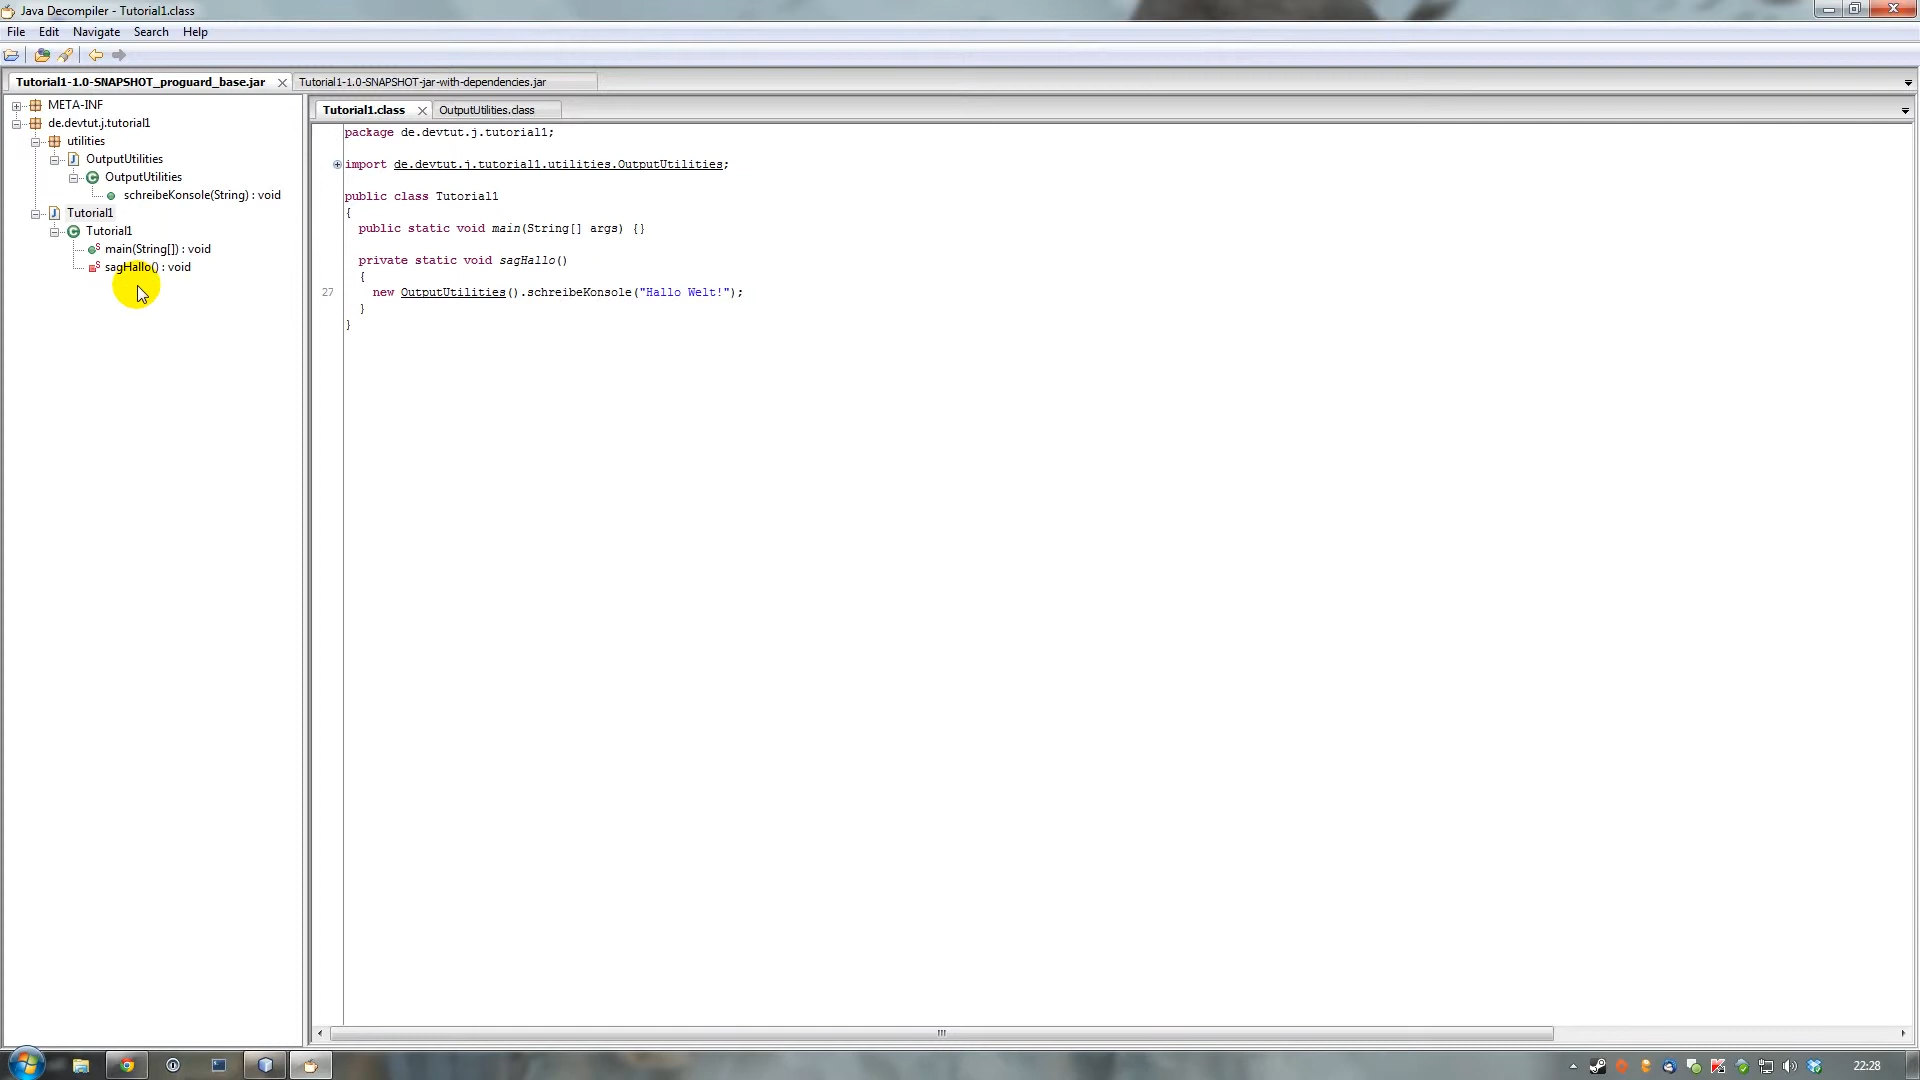 Java Decompiler - Tutorial1.class
File Edit Navigate Search Help
Tutorial1-1.0-SNAPSHOT_proguard_base.jar Tutorial1-1.0-SNAPSHOT-jar-with-dependencies.jar
META-INF
de.devtut.j.tutorial1
utilities
OutputUtilities
OutputUtilities
schreibeKonsole(String) : void
Tutorial1
Tutorial1
main(String[]) : void
sagHallo() : void
Tutorial1.class OutputUtilities.class
package de.devtut.j.tutorial1;
import de.devtut.j.tutorial1.utilities.OutputUtilities;
public class Tutorial1
{
public static void main(String[] args) {}
private static void sagHallo()
{
27 new OutputUtilities().schreibeKonsole("Hallo Welt!");
}
}
22:28